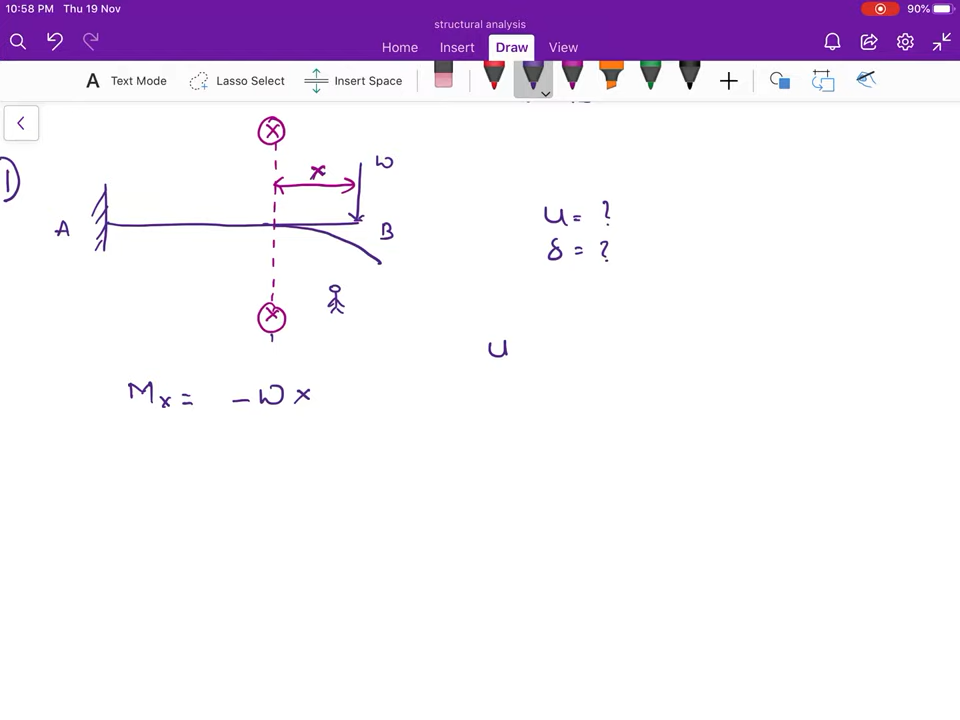 10:58 PM Thu 19 Nov
90%
structural analysis
Home Insert Draw View
A Text Mode Lasso Select Insert Space
1)
X
x
W
A
B
X
U = ?
δ = ?
U
Mx = - W x